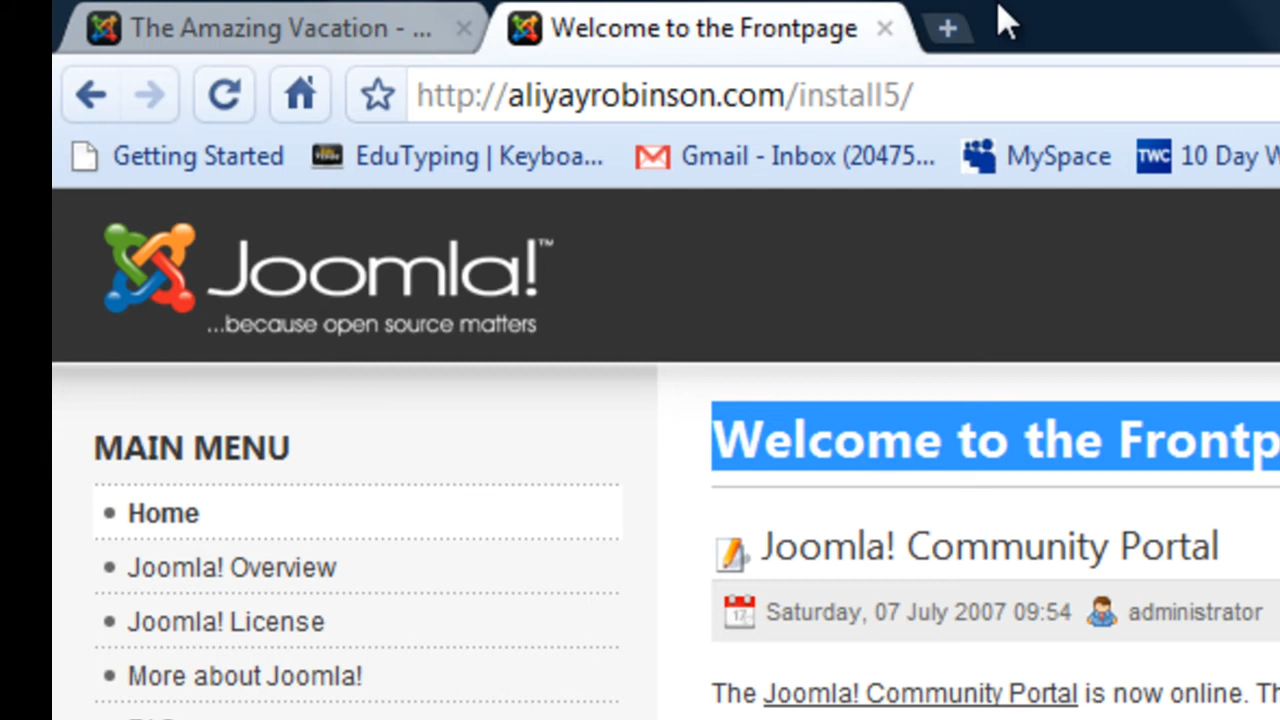 The Amazing Vacation - ...
Welcome to the Frontpage
http://aliyayrobinson.com/install5/
Getting Started
EduTyping | Keyboa...
Gmail - Inbox (20475...
MySpace
TWC
10 Day
Joomla!™
...because open source matters
MAIN MENU
Home
Joomla! Overview
Joomla! License
More about Joomla!
Welcome to the Frontp
Joomla! Community Portal
17
Saturday, 07 July 2007 09:54
administrator
The Joomla! Community Portal is now online. Th